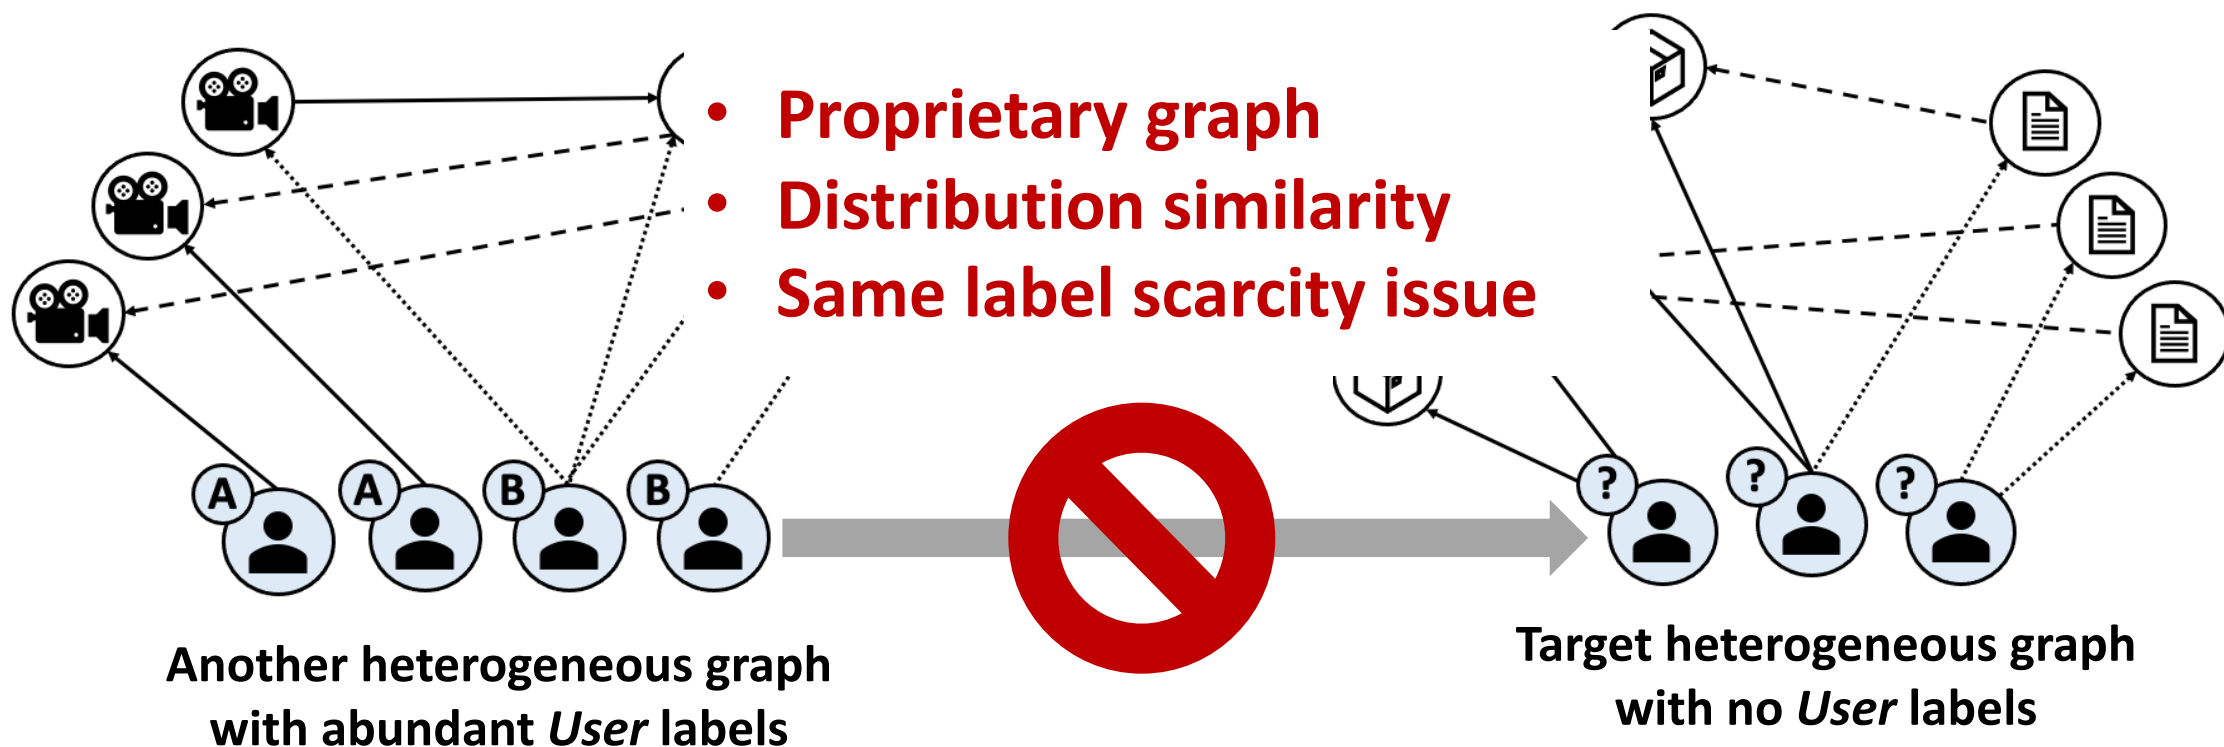 • Proprietary graph
• Distribution similarity
• Same label scarcity issue
A A B B
? ? ?
Another heterogeneous graph
with abundant User labels
Target heterogeneous graph
with no User labels